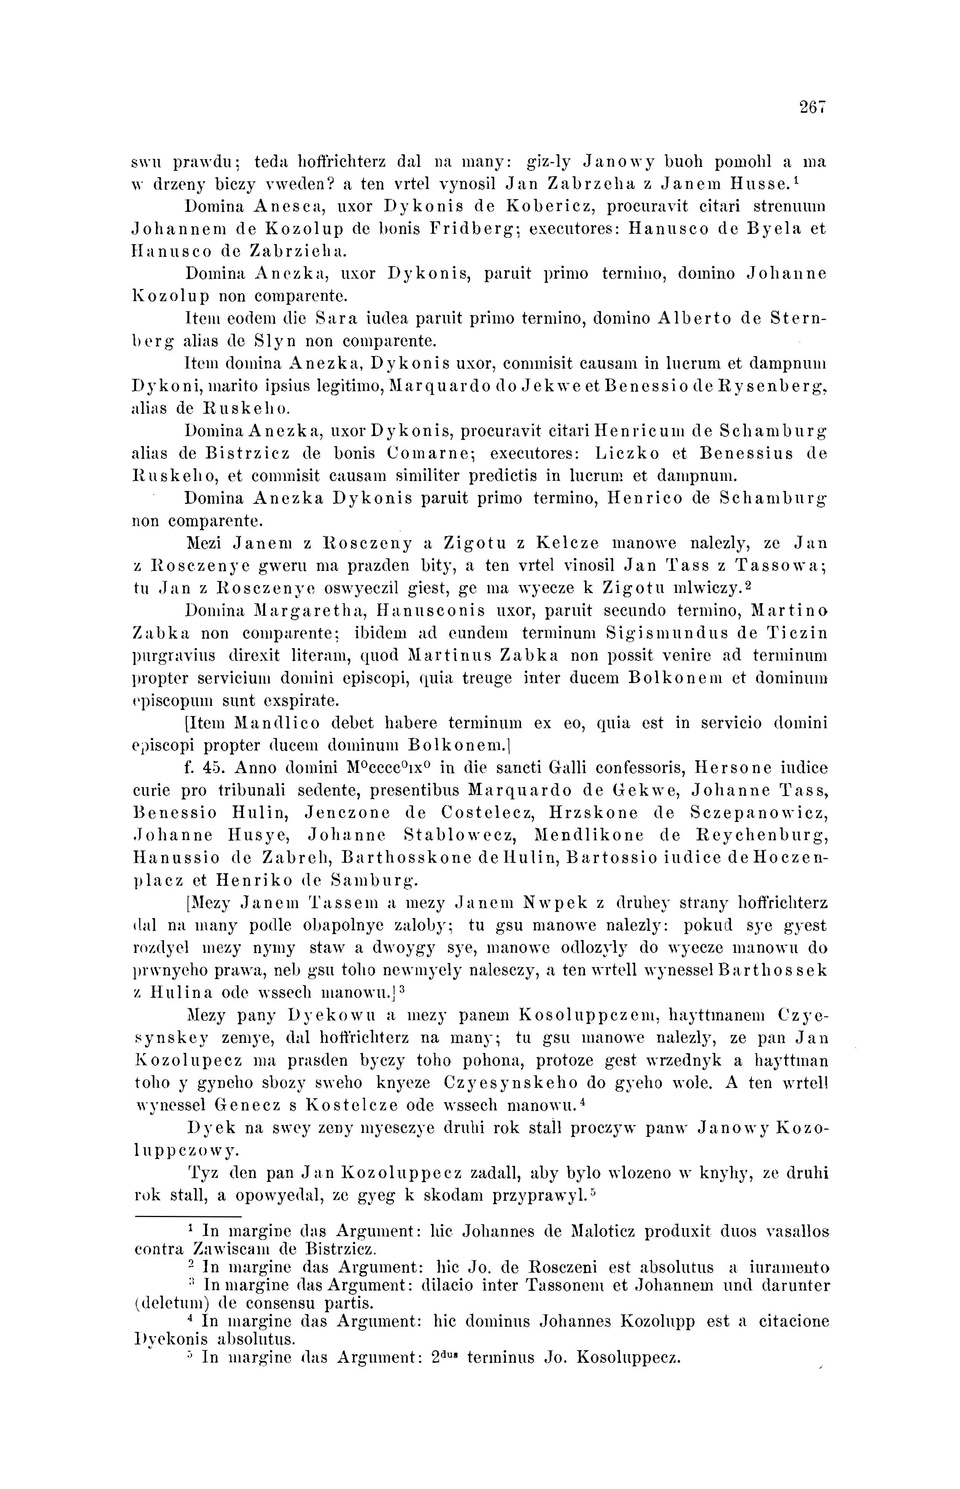 267
swu prawdu; teda hoffrichterz dal na many: giz-ly Janowy buoh pomohl a ma
w drzeny biczy vweden? a ten vrtel vynosil Jan Zabrzeha z Janem Husse.¹
Domina Anesca, uxor Dykonis de Kobericz, procuravit citari strenuum
Johannem de Kozolup de bonis Fridberg; executores: Hanusco de Byela et
Hanusco de Zabrzieha.
Domina Anezka, uxor Dykonis, paruit primo termino, domino Johanne
Kozolup non comparente.
Item eodem die Sara iudea paruit primo termino, domino Alberto de Stern-
berg alias de Slyn non comparente.
Item domina Anezka, Dykonis uxor, commisit causam in lucrum et dampnum
Dykoni, marito ipsius legitimo, Marquardo do Jekwe et Benessio de Rysenberg,
alias de Ruskeho.
Domina Anezka, uxor Dykonis, procuravit citari Henricum de Schamburg
alias de Bistrzicz de bonis Comarne; executores: Liczko et Benessius de
Ruskeho, et commisit causam similiter predictis in lucrum et dampnum.
Domina Anezka Dykonis paruit primo termino, Henrico de Schamburg
non comparente.
Mezi Janem z Rosczeny a Zigotu z Kelcze manowe nalezly, ze Jan
z Rosczenye gweru ma prazden bity, a ten vrtel vinosil Jan Tass z Tassowa;
tu Jan z Rosczenye oswyeczil giest, ge ma wyecze k Zigotu mlwiczy.²
Domina Margaretha, Hanusconis uxor, paruit secundo termino, Martino
Zabka non comparente; ibidem ad eundem terminum Sigismundus de Ticzin
purgravius direxit literam, quod Martinus Zabka non possit venire ad terminum
propter servicium domini episcopi, quia treuge inter ducem Bolkonem et dominum
episcopum sunt exspirate.
[Item Mandlico debet habere terminum ex eo, quia est in servicio domini
episcopi propter ducem dominum Bolkonem.]
f. 45. Anno domini M⁰cccc⁰ıx⁰ in die sancti Galli confessoris, Hersone iudice
curie pro tribunali sedente, presentibus Marquardo de Gekwe, Johanne Tass,
Benessio Hulin, Jenczone de Costelecz, Hrzskone de Sczepanowicz,
Johanne Husye, Johanne Stablowecz, Mendlikone de Reychenburg,
Hanussio de Zabreh, Barthosskone de Hulin, Bartossio iudice de Hoczen-
placz et Henriko de Samburg.
[Mezy Janem Tassem a mezy Janem Nwpek z druhey strany hoffrichterz
dal na many podle obapolnye zaloby; tu gsu manowe nalezly: pokud sye gyest
rozdyel mezy nymy staw a dwoygy sye, manowe odlozyly do wyecze manowu do
prwnyeho prawa, neb gsu toho newmyely nalesczy, a ten wrtell wynessel Barthossek
z Hulina ode wssech manowu.]³
Mezy pany Dyekowu a mezy panem Kosoluppczem, hayttmanem Czye-
synskey zemye, dal hoffrichterz na many; tu gsu manowe nalezly, ze pan Jan
Kozolupecz ma prasden byczy toho pohona, protoze gest wrzednyk a hayttman
toho y gyneho sbozy sweho knyeze Czyesynskeho do gyeho wole. A ten wrtell
wynessel Genecz s Kostelcze ode wssech manowu.⁴
Dyek na swey zeny myesczye druhi rok stall proczyw panw Janowy Kozo-
luppczowy.
Tyz den pan Jan Kozoluppecz zadall, aby bylo wlozeno w knyhy, ze druhi
rok stall, a opowyedal, ze gyeg k skodam przyprawyl.⁵
¹ In margine das Argument: hic Johannes de Maloticz produxit duos vasallos
contra Zawiscam de Bistrzicz.
² In margine das Argument: hic Jo. de Rosczeni est absolutus a iuramento
³ In margine das Argument: dilacio inter Tassonem et Johannem und darunter
(deletum) de consensu partis.
⁴ In margine das Argument: hic dominus Johannes Kozolupp est a citacione
Dyekonis absolutus.
⁵ In margine das Argument: 2ᵈᵘˢ terminus Jo. Kosoluppecz.